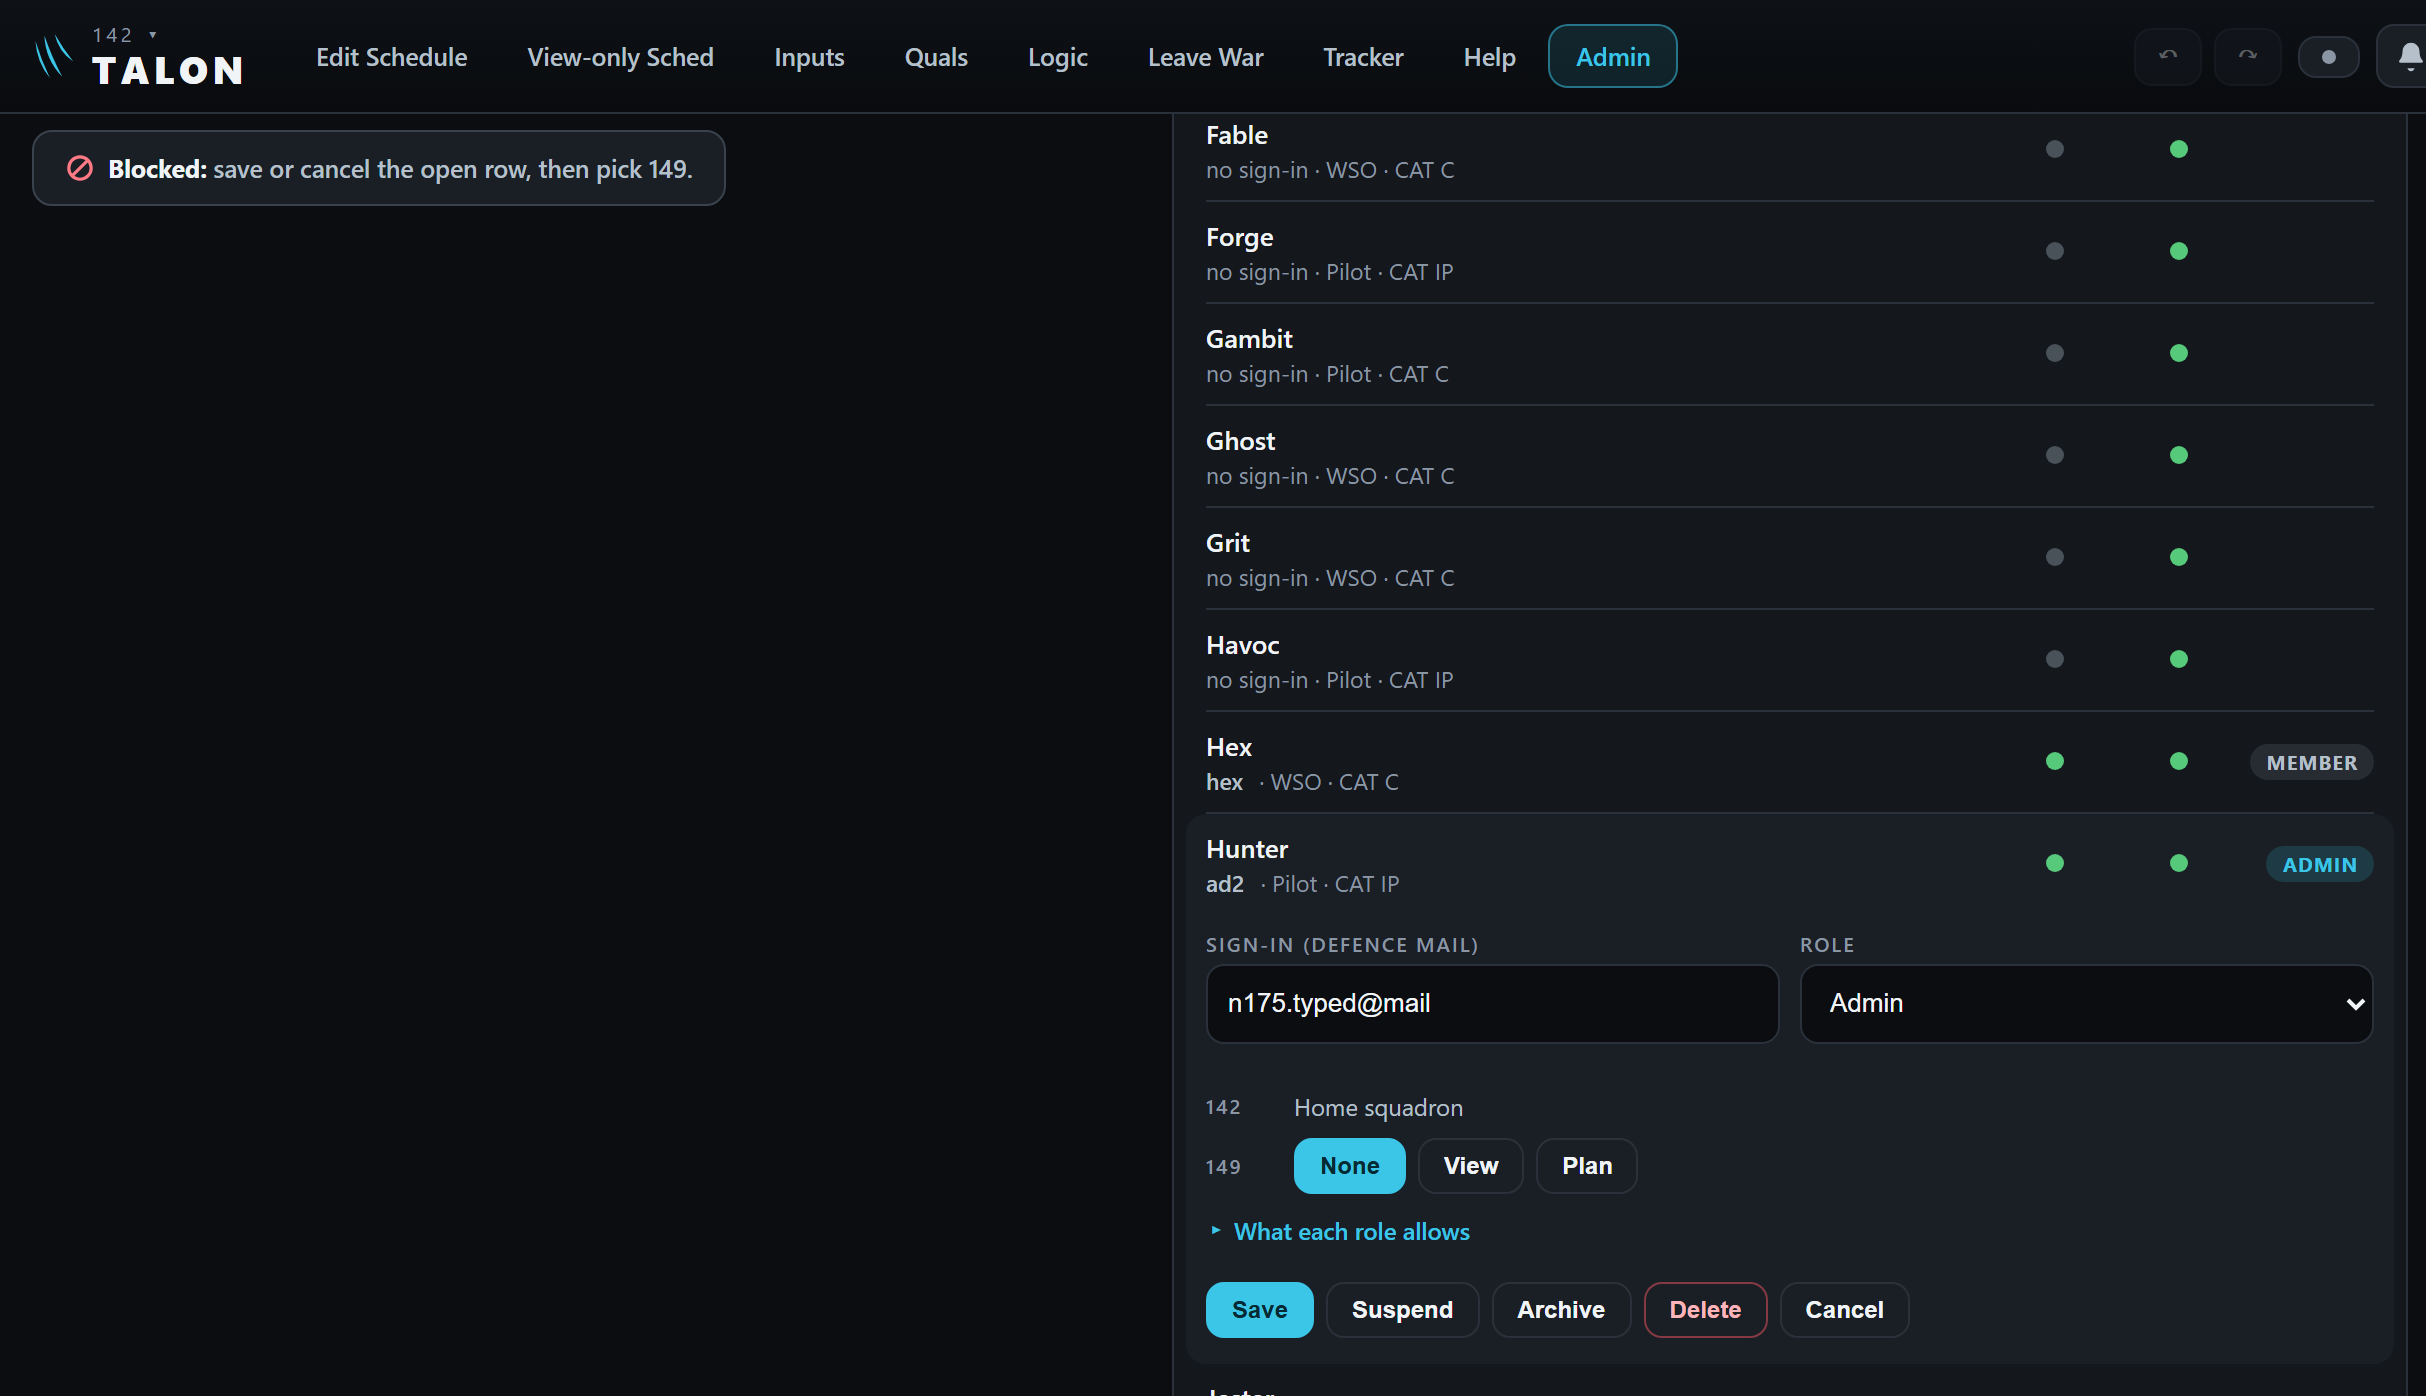 142 ▾
TALON
Edit Schedule
View-only Sched
Inputs
Quals
Logic
Leave War
Tracker
Help
Admin
Blocked: save or cancel the open row, then pick 149.
Fable
no sign-in · WSO · CAT C
Forge
no sign-in · Pilot · CAT IP
Gambit
no sign-in · Pilot · CAT C
Ghost
no sign-in · WSO · CAT C
Grit
no sign-in · WSO · CAT C
Havoc
no sign-in · Pilot · CAT IP
Hex
hex · WSO · CAT C
MEMBER
Hunter
ad2 · Pilot · CAT IP
ADMIN
SIGN-IN (DEFENCE MAIL)
ROLE
n175.typed@mail
Admin
142 Home squadron
149 None View Plan
▸ What each role allows
Save Suspend Archive Delete Cancel